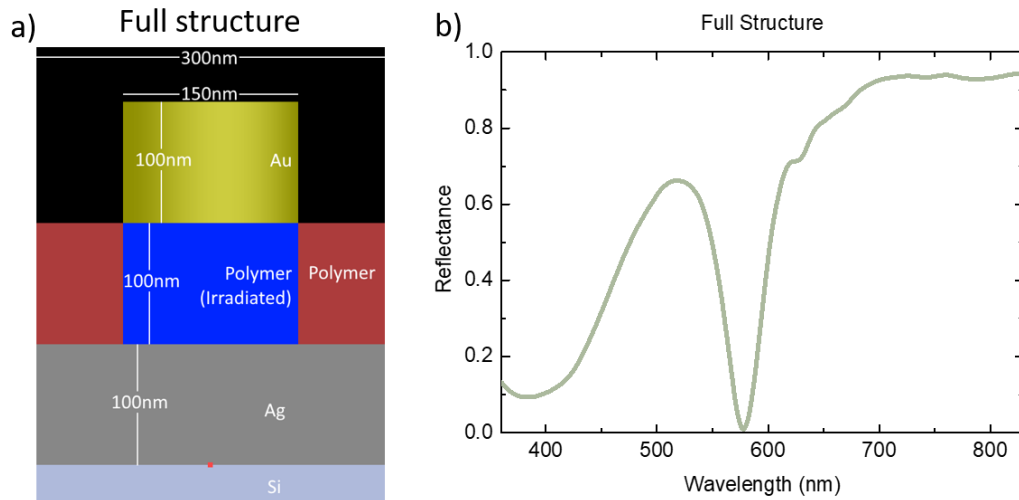 a)
Full structure
300nm
150nm
100nm
Au
100nm
Polymer
(Irradiated)
Polymer
100nm
Ag
Si
b)
Full Structure
Reflectance
1.0
0.8
0.6
0.4
0.2
0.0
400
500
600
700
800
Wavelength (nm)